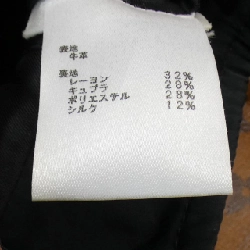 表地
牛革
裏地
レーヨン 32%
キュプラ 28%
ポリエステル 28%
シルク 12%